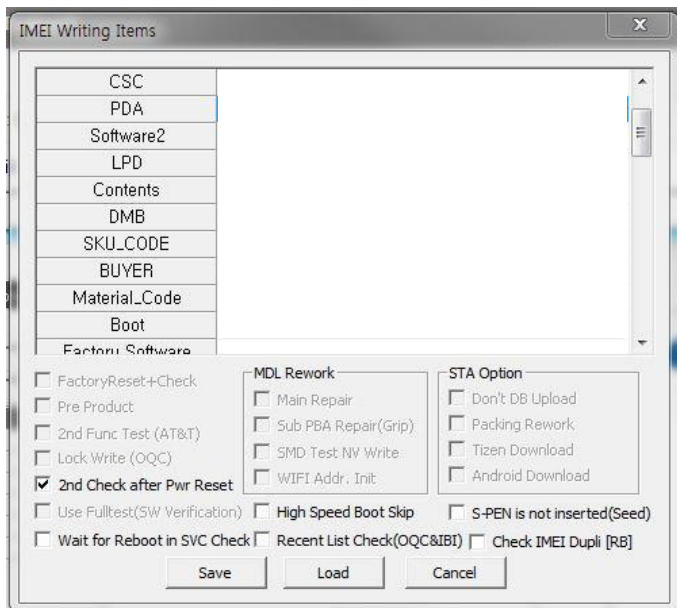 IMEI Writing Items
CSC
PDA
Software2
LPD
Contents
DMB
SKU_CODE
BUYER
Material_Code
Boot
Factory Software
FactoryReset+Check
Pre Product
2nd Func Test (AT&T)
Lock Write (OQC)
2nd Check after Pwr Reset
Use Fulltest(SW Verification)
Wait for Reboot in SVC Check
MDL Rework
Main Repair
Sub PBA Repair(Grip)
SMD Test NV Write
WIFI Addr. Init
High Speed Boot Skip
Recent List Check(OQC&IBI)
STA Option
Don't DB Upload
Packing Rework
Tizen Download
Android Download
S-PEN is not inserted(Seed)
Check IMEI Dupli [RB]
Save
Load
Cancel